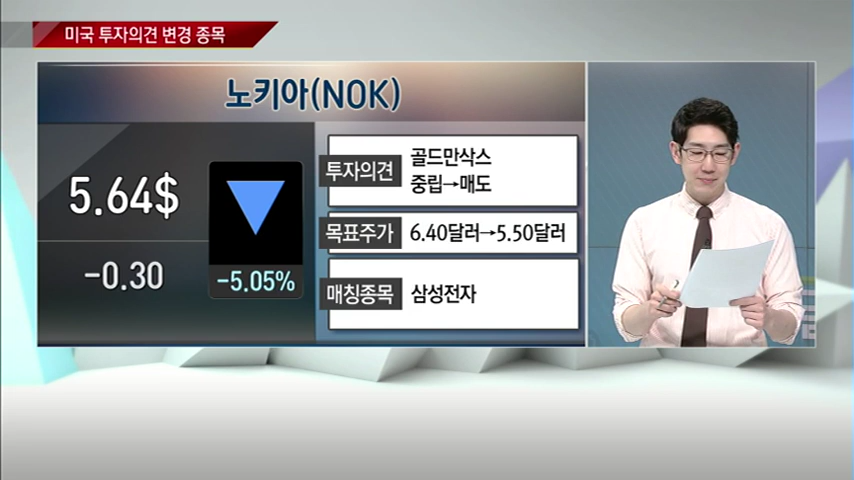 미국 투자의견 변경 종목
노키아(NOK)
5.64$
-0.30
-5.05%
투자의견
골드만삭스
중립→매도
목표주가
6.40달러→5.50달러
매칭종목
삼성전자